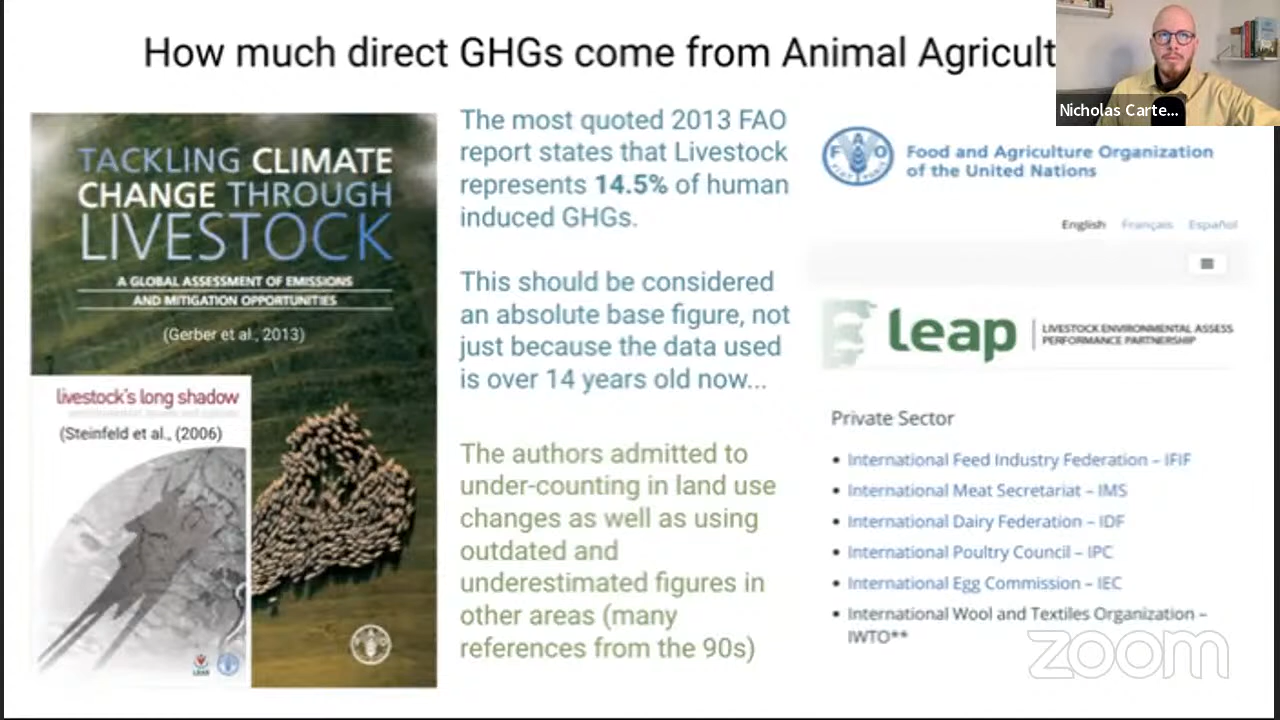 How much direct GHGs come from Animal Agricult
Nicholas Carte...
TACKLING CLIMATE
CHANGE THROUGH
LIVESTOCK
A GLOBAL ASSESSMENT OF EMISSIONS
AND MITIGATION OPPORTUNITIES
(Gerber et al., 2013)
livestock's long shadow
(Steinfeld et al., (2006)
The most quoted 2013 FAO
report states that Livestock
represents 14.5% of human
induced GHGs.
This should be considered
an absolute base figure, not
just because the data used
is over 14 years old now...
The authors admitted to
under-counting in land use
changes as well as using
outdated and
underestimated figures in
other areas (many
references from the 90s)
FAO
Food and Agriculture Organization
of the United Nations
English Français Español
leap
LIVESTOCK ENVIRONMENTAL ASSESS
PERFORMANCE PARTNERSHIP
Private Sector
• International Feed Industry Federation – IFIF
• International Meat Secretariat – IMS
• International Dairy Federation – IDF
• International Poultry Council – IPC
• International Egg Commission – IEC
• International Wool and Textiles Organization –
IWTO**
zoom